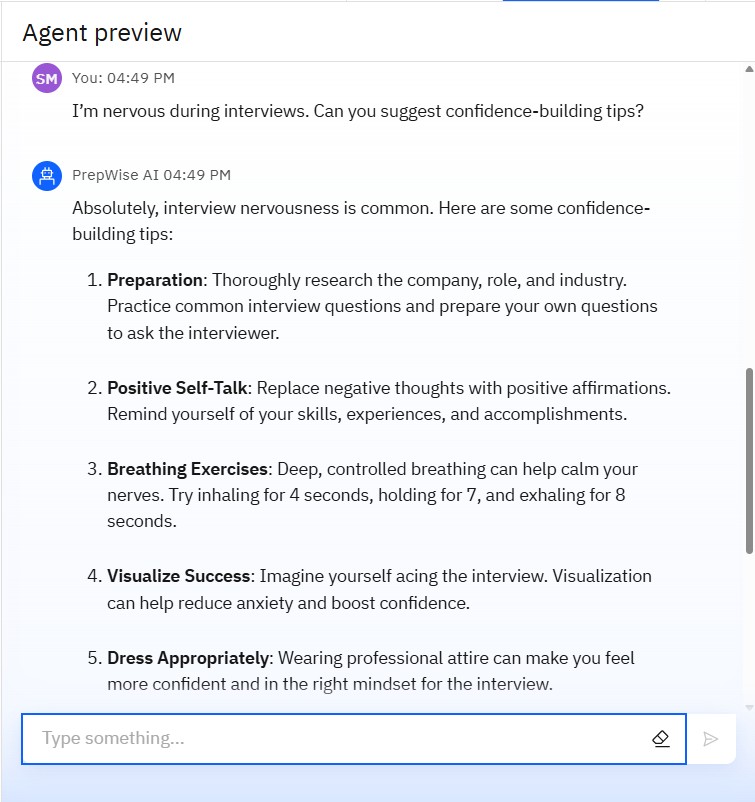 Agent preview
SM
You: 04:49 PM
I’m nervous during interviews. Can you suggest confidence-building tips?
PrepWise AI 04:49 PM
Absolutely, interview nervousness is common. Here are some confidence-
building tips:
1. Preparation: Thoroughly research the company, role, and industry.
Practice common interview questions and prepare your own questions
to ask the interviewer.
2. Positive Self-Talk: Replace negative thoughts with positive affirmations.
Remind yourself of your skills, experiences, and accomplishments.
3. Breathing Exercises: Deep, controlled breathing can help calm your
nerves. Try inhaling for 4 seconds, holding for 7, and exhaling for 8
seconds.
4. Visualize Success: Imagine yourself acing the interview. Visualization
can help reduce anxiety and boost confidence.
5. Dress Appropriately: Wearing professional attire can make you feel
more confident and in the right mindset for the interview.
Type something...